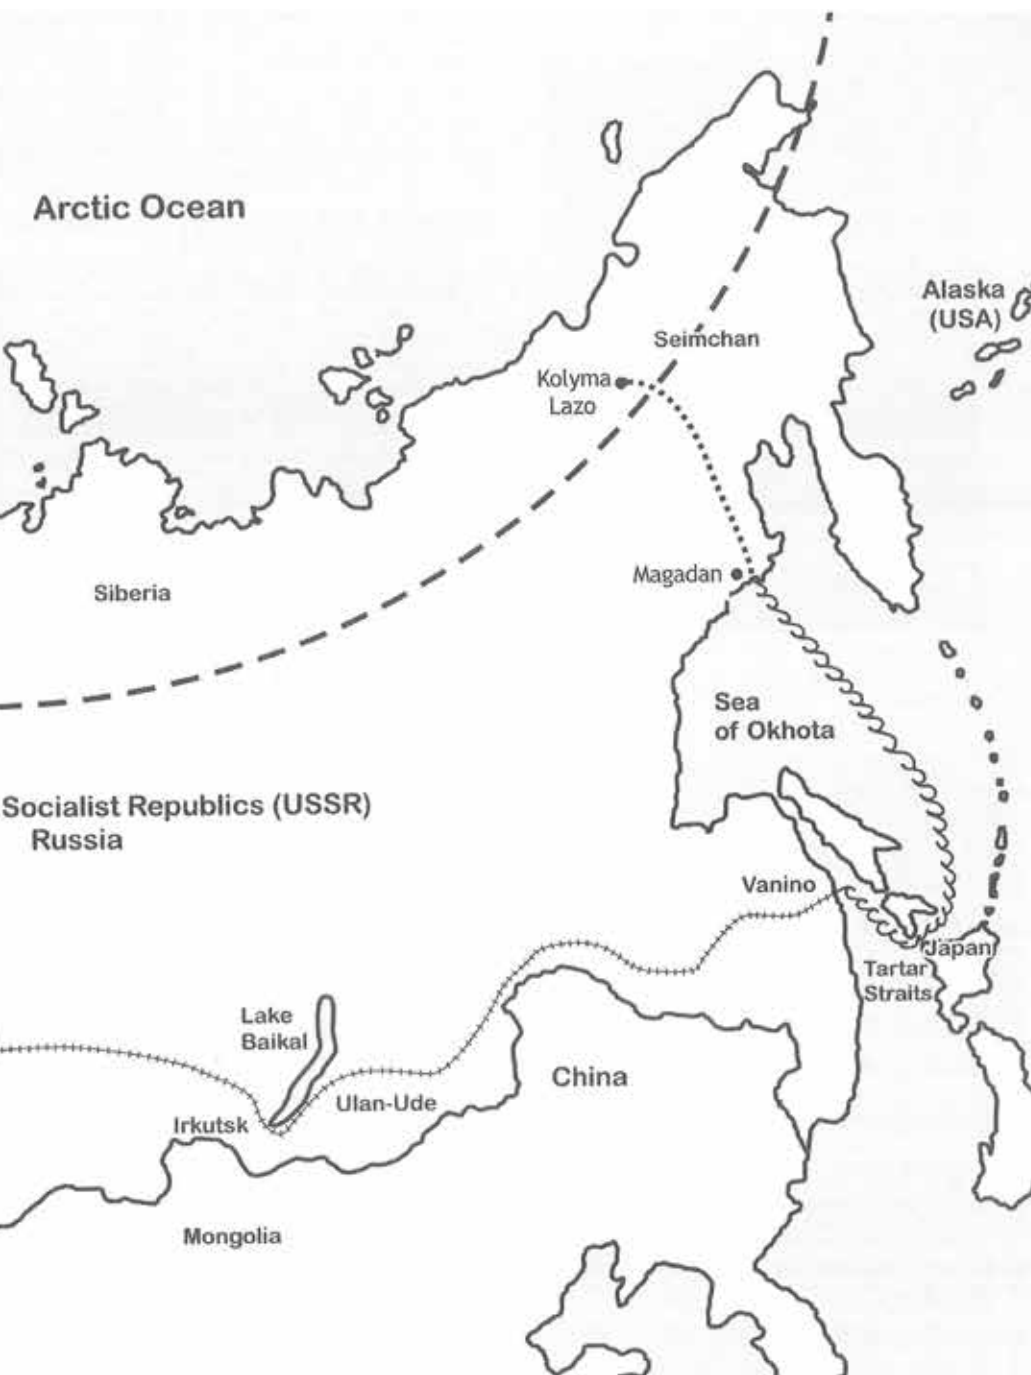 Arctic Ocean
Alaska
(USA)
Seimchan
Kolyma
Lazo
Magadan
Siberia
Sea
of Okhota
Socialist Republics (USSR)
Russia
Vanino
Japan
Tartar
Straits
Lake
Baikal
China
Ulan-Ude
Irkutsk
Mongolia